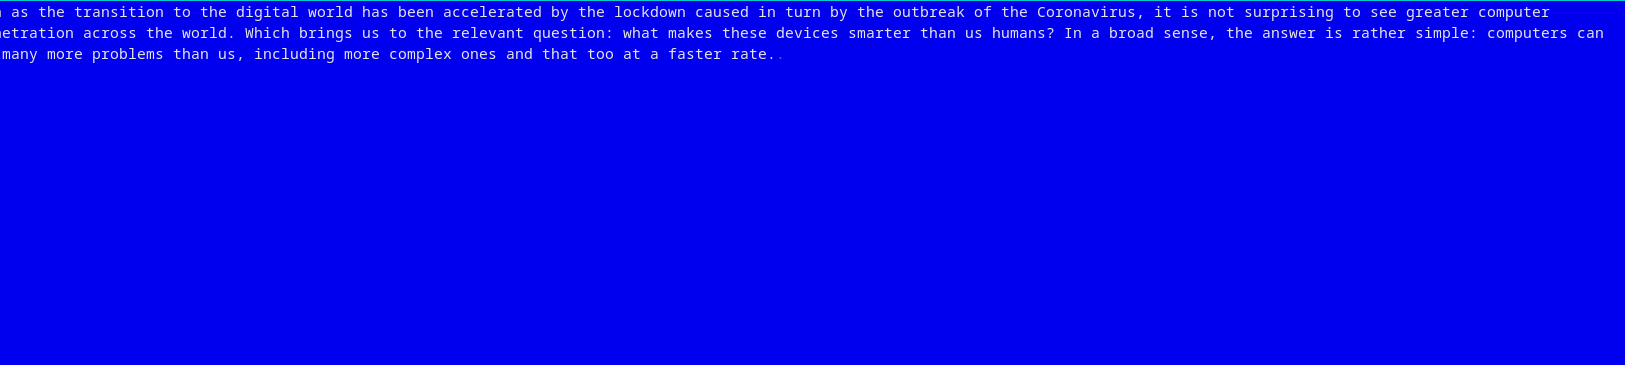 as the transition to the digital world has been accelerated by the lockdown caused in turn by the outbreak of the Coronavirus, it is not surprising to see greater computer
etration across the world. Which brings us to the relevant question: what makes these devices smarter than us humans? In a broad sense, the answer is rather simple: computers can
many more problems than us, including more complex ones and that too at a faster rate..